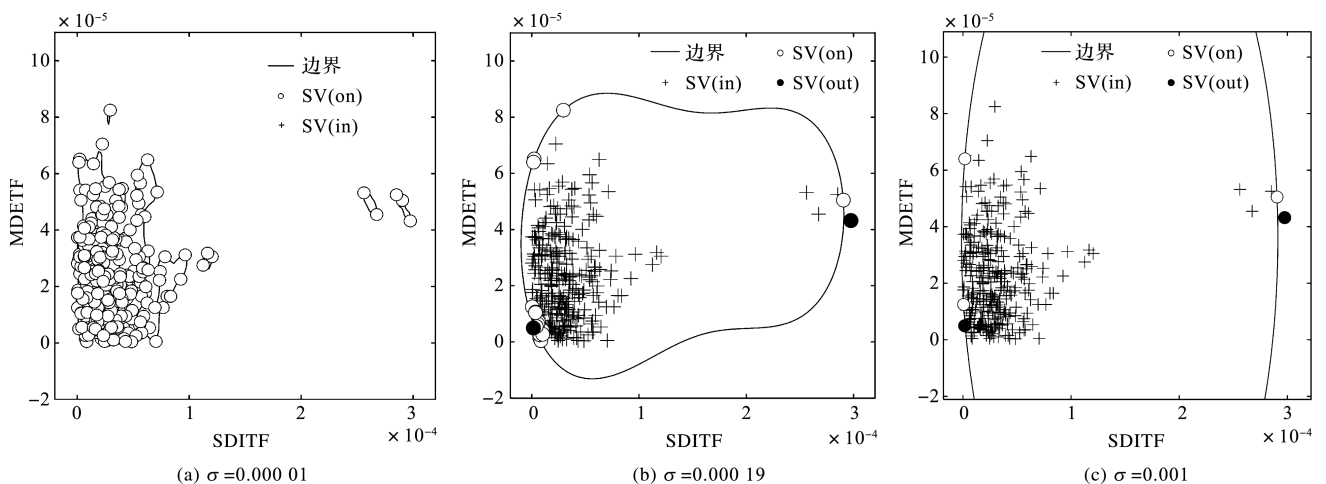 × 10⁻⁵
10
8
6
4
2
0
−2
MDETF
边界
SV(on)
SV(in)
0 1 2 3
× 10⁻⁴
SDITF
(a) σ=0.000 01
× 10⁻⁵
10
8
6
4
2
0
−2
MDETF
边界 SV(on)
SV(in) SV(out)
0 1 2 3
× 10⁻⁴
SDITF
(b) σ=0.000 19
× 10⁻⁵
10
8
6
4
2
0
−2
MDETF
边界 SV(on)
SV(in) SV(out)
0 1 2 3
× 10⁻⁴
SDITF
(c) σ=0.001